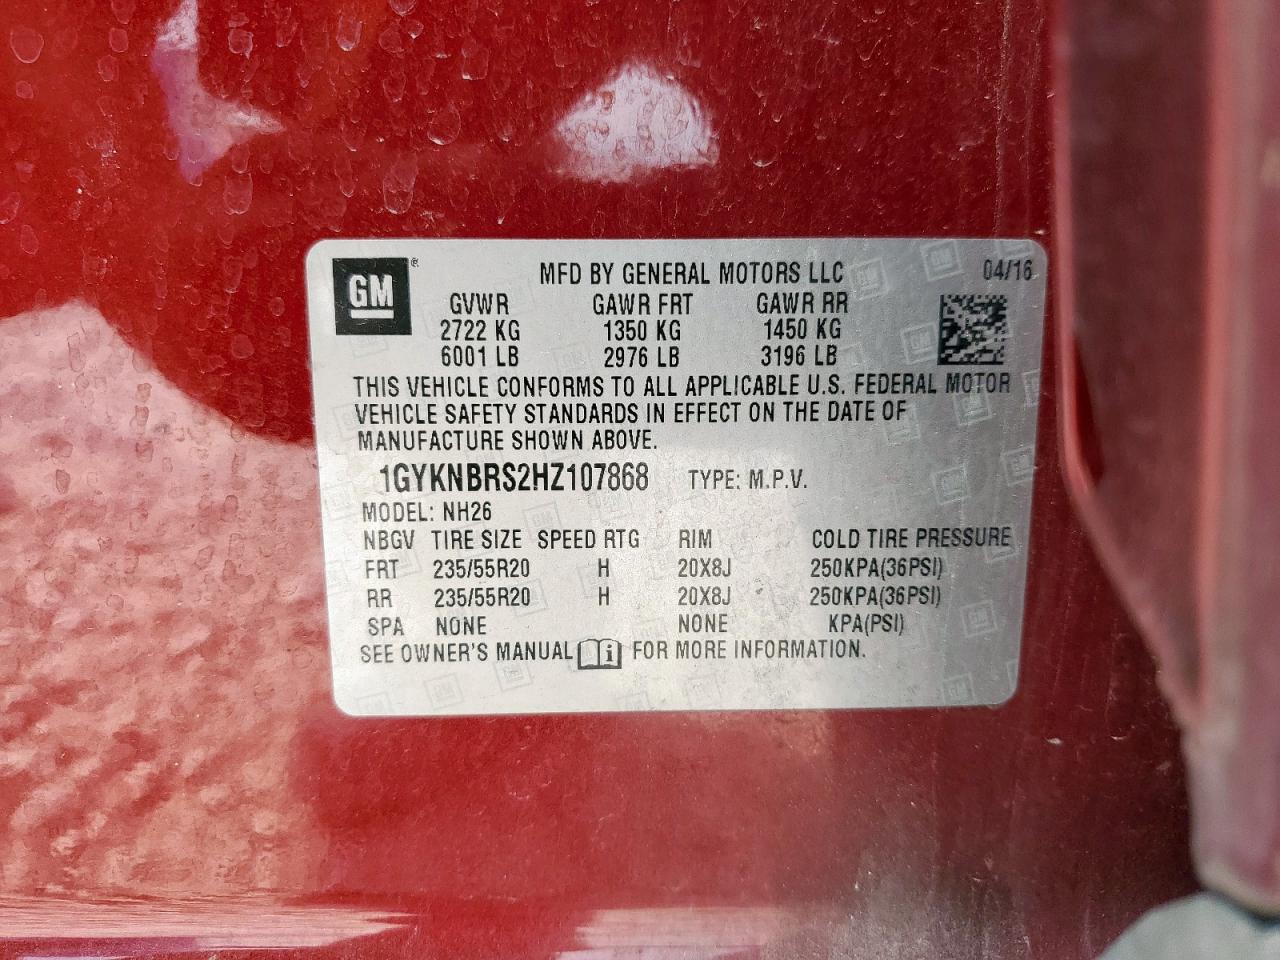 GM® MFD BY GENERAL MOTORS LLC 04/16
GVWR GAWR FRT GAWR RR
2722 KG 1350 KG 1450 KG
6001 LB 2976 LB 3196 LB
THIS VEHICLE CONFORMS TO ALL APPLICABLE U.S. FEDERAL MOTOR
VEHICLE SAFETY STANDARDS IN EFFECT ON THE DATE OF
MANUFACTURE SHOWN ABOVE.
1GYKNBRS2HZ107868 TYPE: M.P.V.
MODEL: NH26
NBGV TIRE SIZE SPEED RTG RIM COLD TIRE PRESSURE
FRT 235/55R20 H 20X8J 250KPA(36PSI)
RR 235/55R20 H 20X8J 250KPA(36PSI)
SPA NONE NONE KPA(PSI)
SEE OWNER'S MANUAL i FOR MORE INFORMATION.